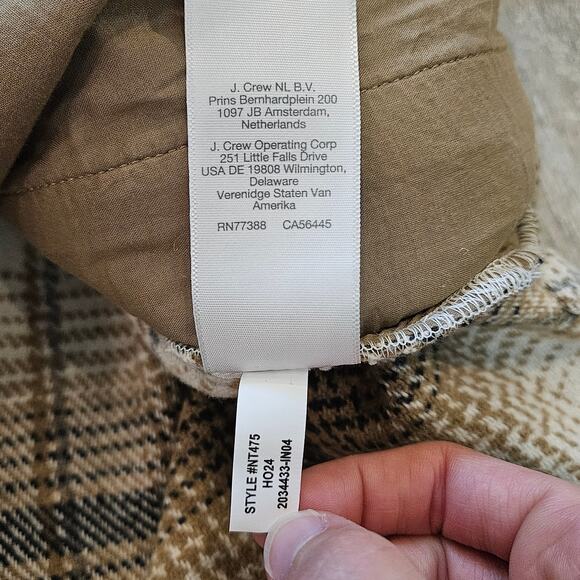 J. Crew NL B.V.
Prins Bernhardplein 200
1097 JB Amsterdam,
Netherlands
J. Crew Operating Corp
251 Little Falls Drive
USA DE 19808 Wilmington,
Delaware
Verenidge Staten Van
Amerika
RN77388 CA56445
STYLE #NT475
HO24
2034433-IN04